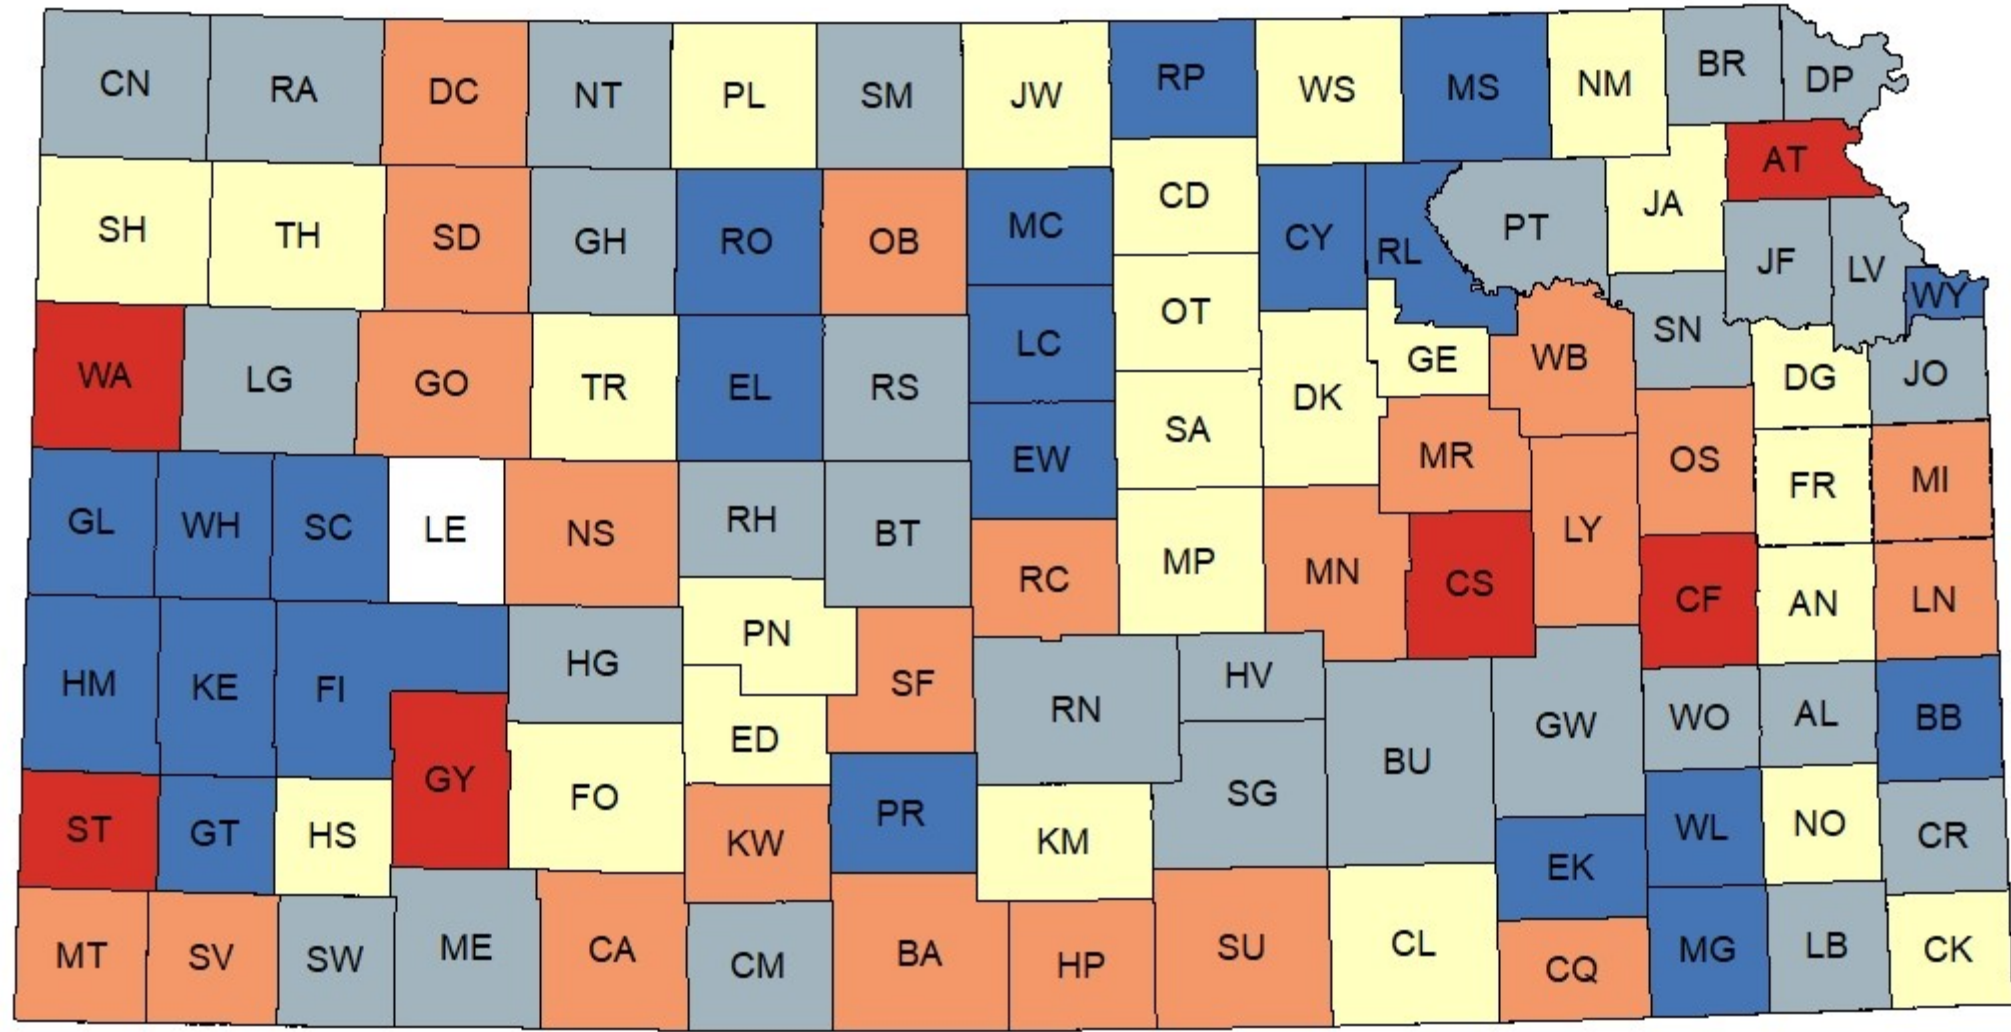 CN RA DC NT PL SM JW RP WS MS NM BR DP
AT
SH TH SD GH RO OB MC CD CY RL PT JA JF LV
WY
WA LG GO TR EL RS LC OT DK GE WB SN DG JO
EW SA MR OS FR MI
GL WH SC LE NS RH BT RC MP MN CS LY CF AN LN
HM KE FI HG PN SF RN HV GW WO AL BB
ED BU
ST GT HS GY FO KW PR KM SG EK WL NO CR
MT SV SW ME CA CM BA HP SU CL CQ MG LB CK